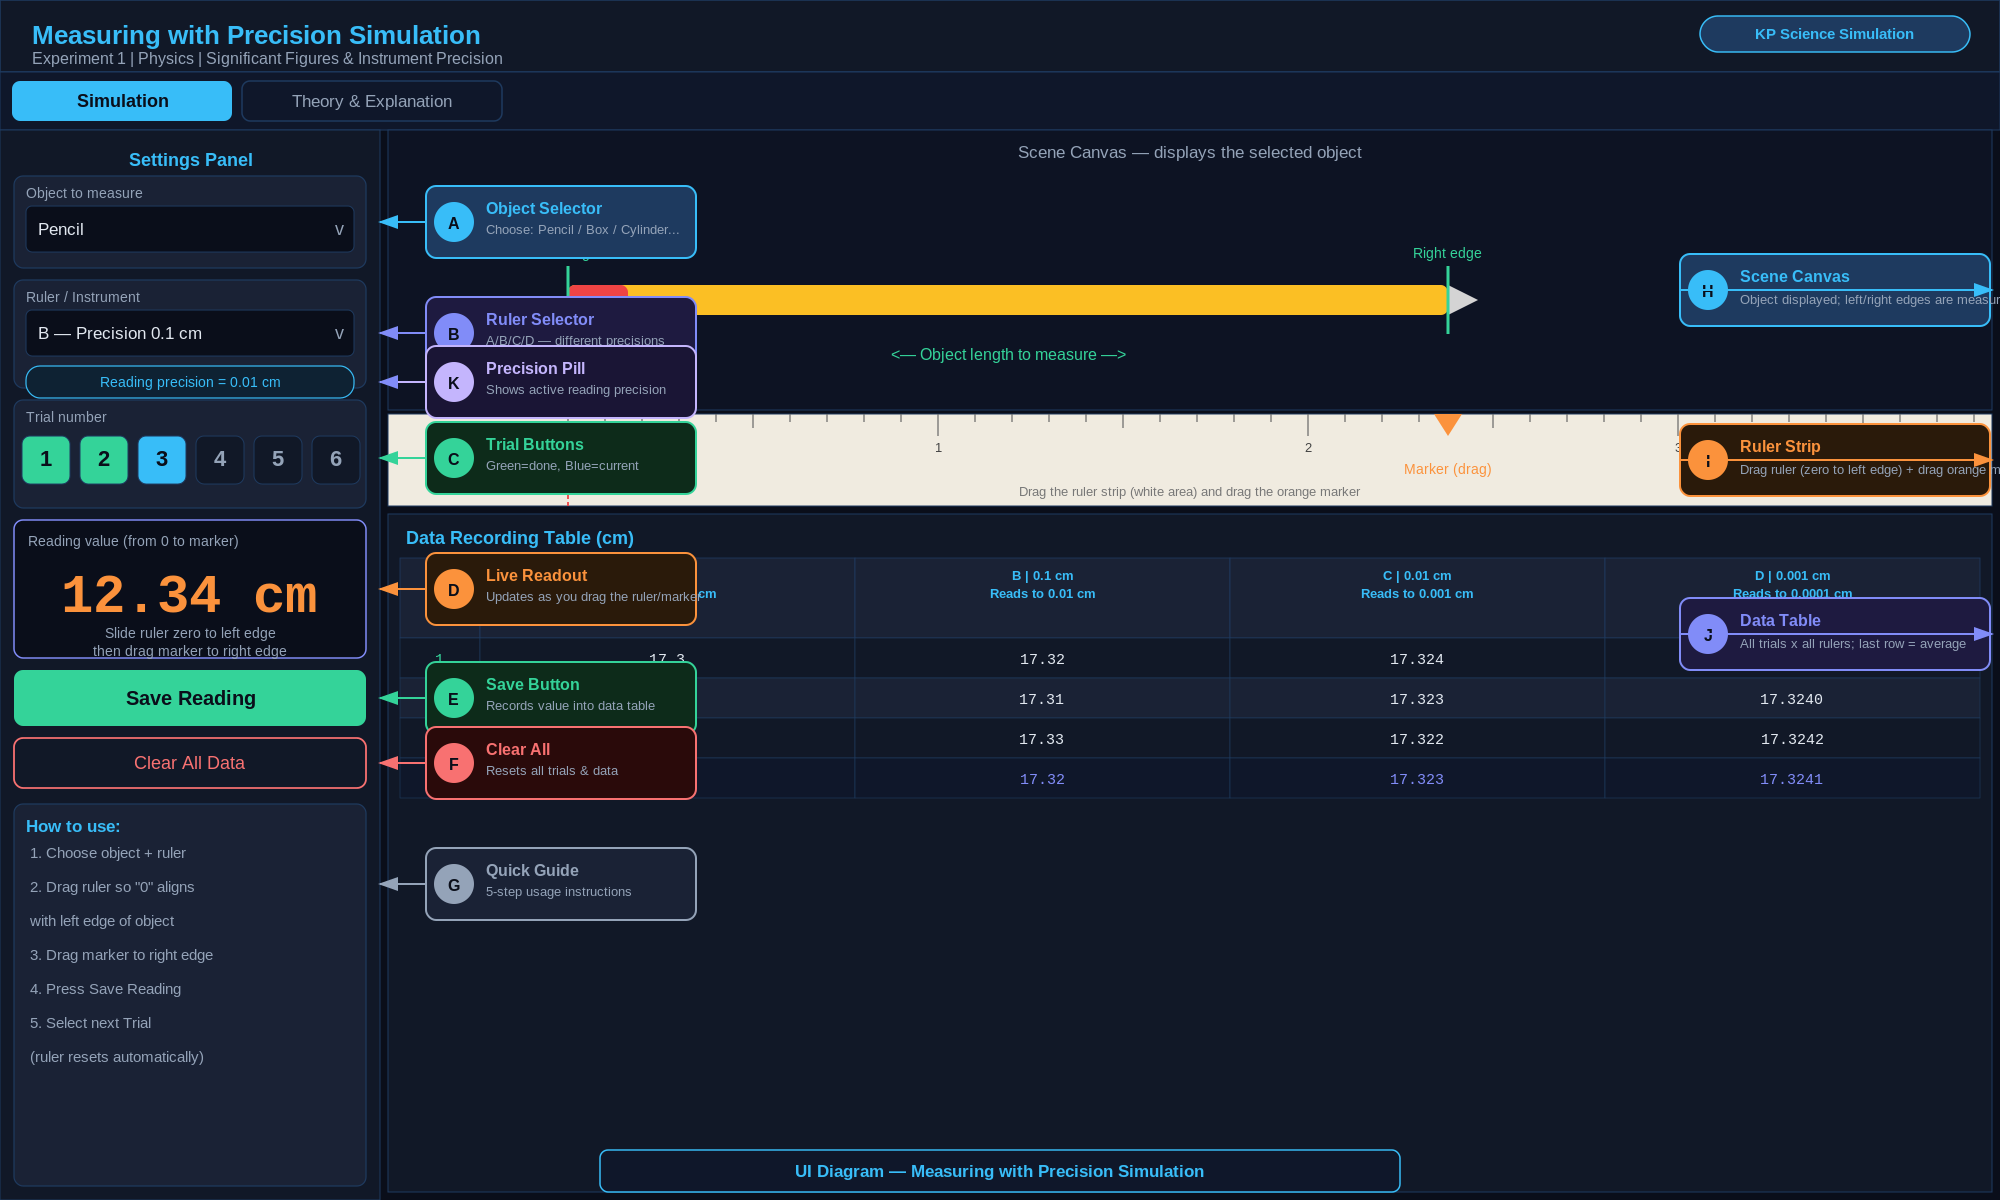 Measuring with Precision Simulation
Experiment 1 | Physics | Significant Figures & Instrument Precision
KP Science Simulation
Simulation
Theory & Explanation
Settings Panel
Object to measure
Pencil v
Ruler / Instrument
B — Precision 0.1 cm v
Reading precision = 0.01 cm
Trial number
1 2 3 4 5 6
Reading value (from 0 to marker)
12.34 cm
Slide ruler zero to left edge
then drag marker to right edge
Save Reading
Clear All Data
How to use:
1. Choose object + ruler
2. Drag ruler so "0" aligns
with left edge of object
3. Drag marker to right edge
4. Press Save Reading
5. Select next Trial
(ruler resets automatically)
Scene Canvas — displays the selected object
A
Object Selector
Choose: Pencil / Box / Cylinder...
Right edge
B
Ruler Selector
A/B/C/D — different precisions
K
Precision Pill
Shows active reading precision
<— Object length to measure —>
H
Scene Canvas
Object displayed; left/right edges are measur
C
Trial Buttons
Green=done, Blue=current
1 2
Marker (drag)
Drag the ruler strip (white area) and drag the orange marker
I
Ruler Strip
Drag ruler (zero to left edge) + drag orange m
Data Recording Table (cm)
D
Live Readout
Updates as you drag the ruler/marker
cm
B | 0.1 cm
Reads to 0.01 cm
C | 0.01 cm
Reads to 0.001 cm
D | 0.001 cm
Reads to 0.0001 cm
J
Data Table
All trials x all rulers; last row = average
1 17.3 17.32 17.324
17.31 17.323 17.3240
17.33 17.322 17.3242
17.32 17.323 17.3241
E
Save Button
Records value into data table
F
Clear All
Resets all trials & data
G
Quick Guide
5-step usage instructions
UI Diagram — Measuring with Precision Simulation